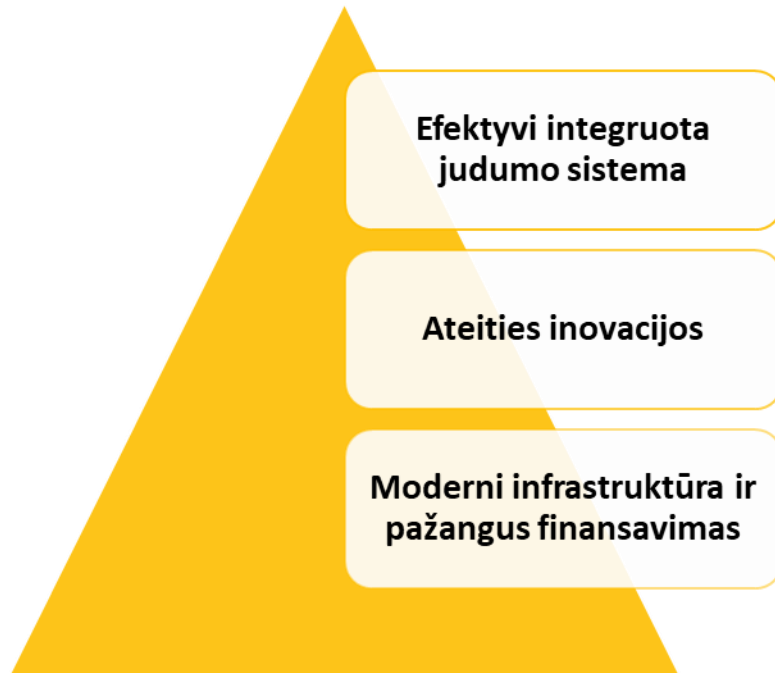 Efektyvi integruota
judumo sistema
Ateities inovacijos
Moderni infrastruktūra ir
pažangus finansavimas